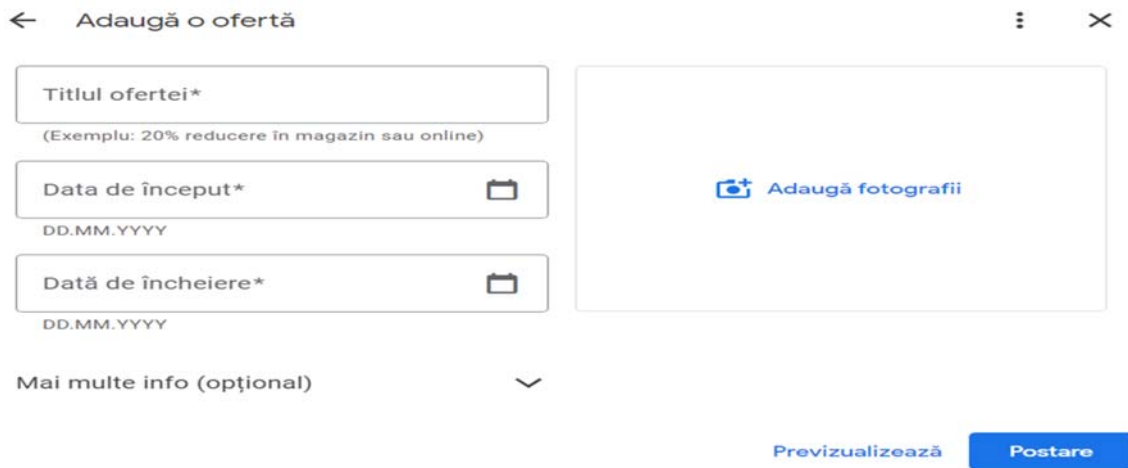 Adaugă o ofertă
Titlul ofertei*
(Exemplu: 20% reducere în magazin sau online)
Data de început*
DD.MM.YYYY
Dată de încheiere*
DD.MM.YYYY
Adaugă fotografii
Mai multe info (opțional)
Previzualizează
Postare